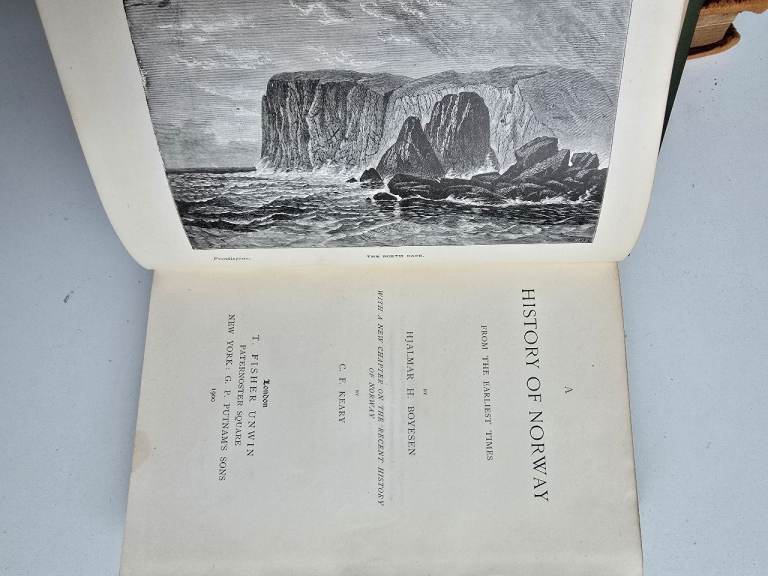 Frontispiece.
THE NORTH CAPE.
A
HISTORY OF NORWAY
FROM THE EARLIEST TIMES
BY
HJALMAR H. BOYESEN
WITH A NEW CHAPTER ON THE RECENT HISTORY
OF NORWAY
BY
C. F. KEARY
London
T. FISHER UNWIN
PATERNOSTER SQUARE
NEW YORK: G. P. PUTNAM'S SONS
1900